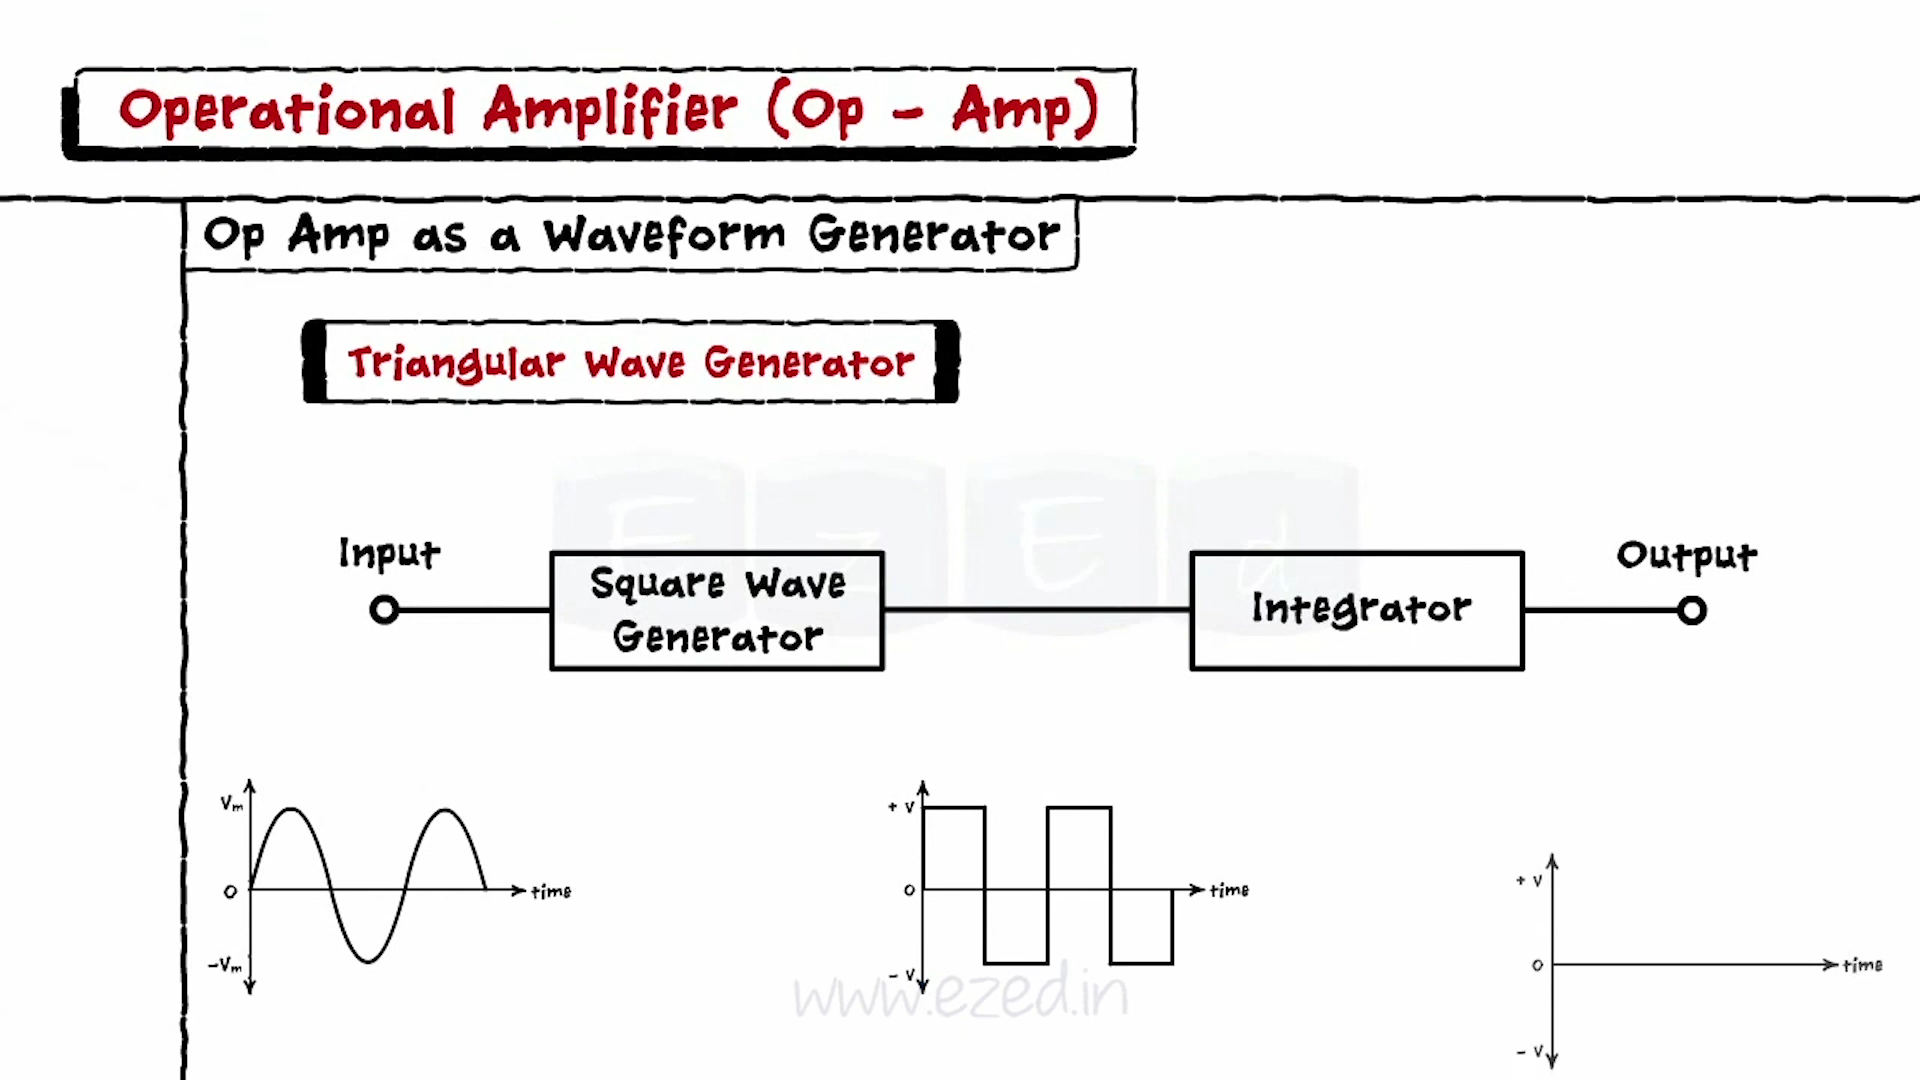 Operational Amplifier (Op - Amp)
Op Amp as a Waveform Generator
Triangular Wave Generator
EzEd
Input
Square Wave
Generator
Integrator
Output
Vm
0
-Vm
time
+ V
0
- V
time
+ V
0
- V
time
www.ezed.in